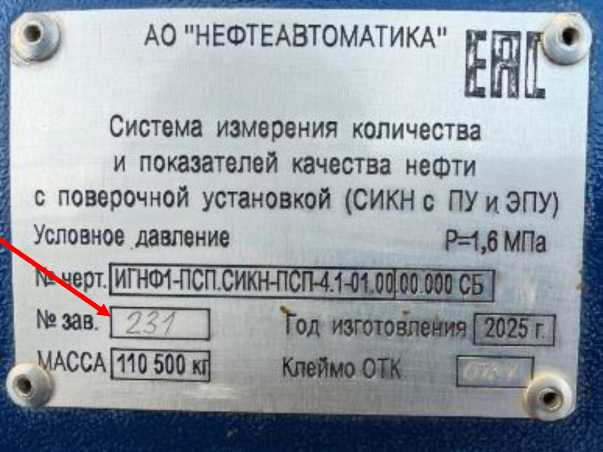 АО "НЕФТЕАВТОМАТИКА"
EAC
Система измерения количества
и показателей качества нефти
с поверочной установкой (СИКН с ПУ и ЭПУ)
Условное давление P=1,6 МПа
№ черт. ИГНФ1-ПСП.СИКН-ПСП-4.1-01.00.00.000 СБ
№ зав. 231 Год изготовления 2025 г.
МАССА 110 500 кг Клеймо ОТК